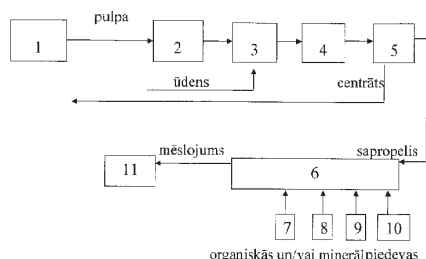 pulpa
1
2
3
4
5
ūdens
centrāts
mēslojums
sapropelis
11
6
7
8
9
10
organiskās un/vai minerālpiedevas